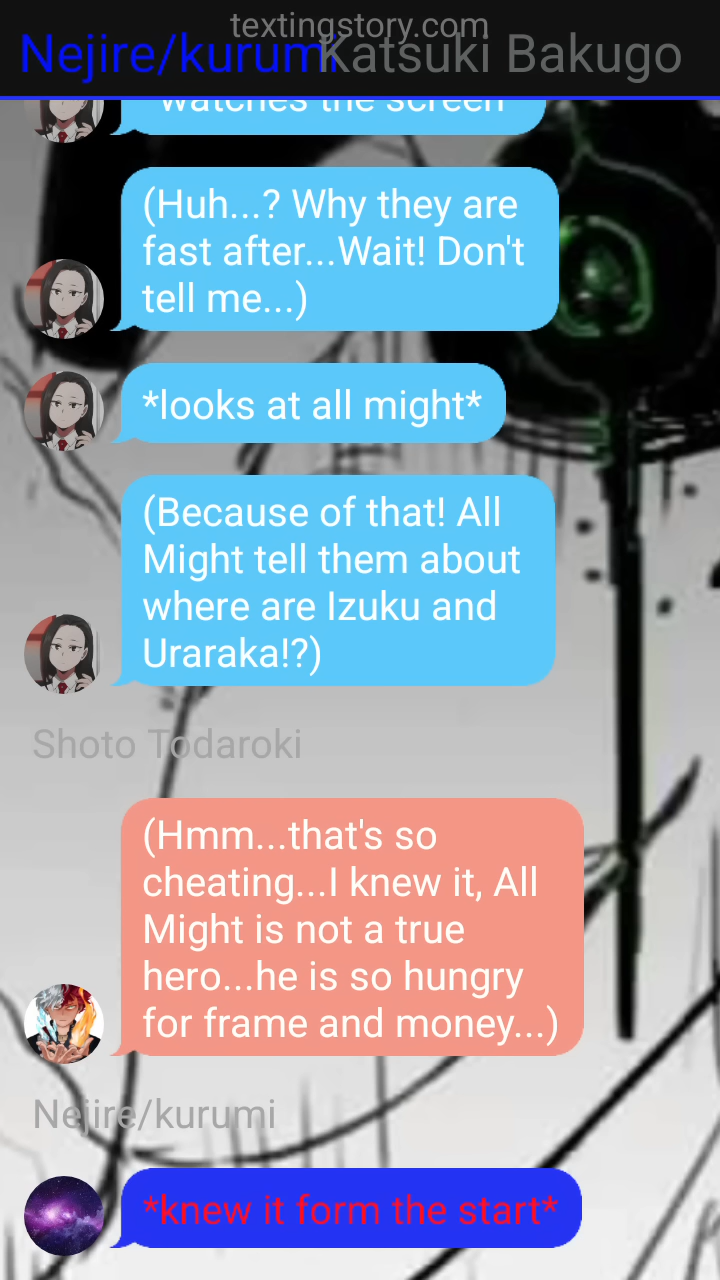 textingstory.com
Nejire/kurumi Katsuki Bakugo
watches the screen
(Huh...? Why they are
fast after...Wait! Don't
tell me...)
*looks at all might*
(Because of that! All
Might tell them about
where are Izuku and
Uraraka!?)
Shoto Todaroki
(Hmm...that's so
cheating...I knew it, All
Might is not a true
hero...he is so hungry
for frame and money...)
Nejire/kurumi
*knew it form the start*